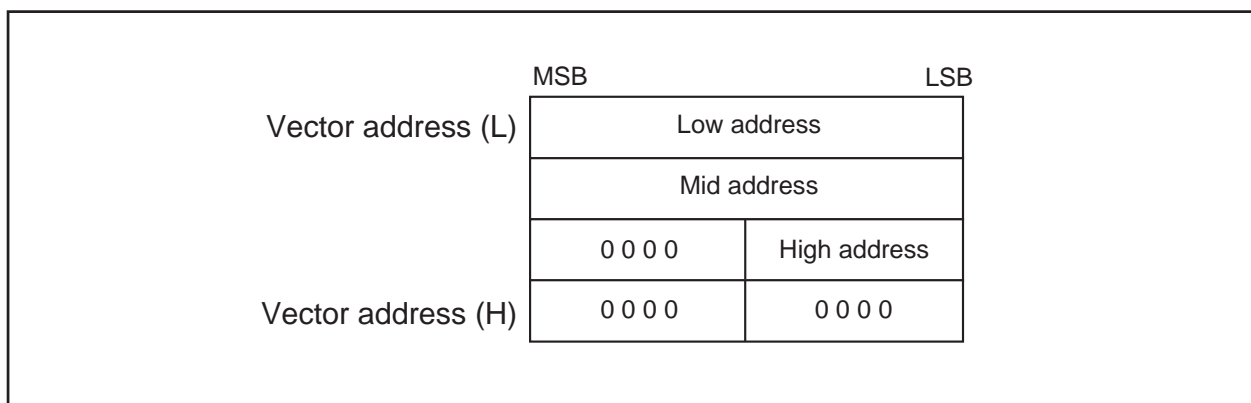 MSB LSB
Vector address (L) Low address
Mid address
0 0 0 0 High address
Vector address (H) 0 0 0 0 0 0 0 0